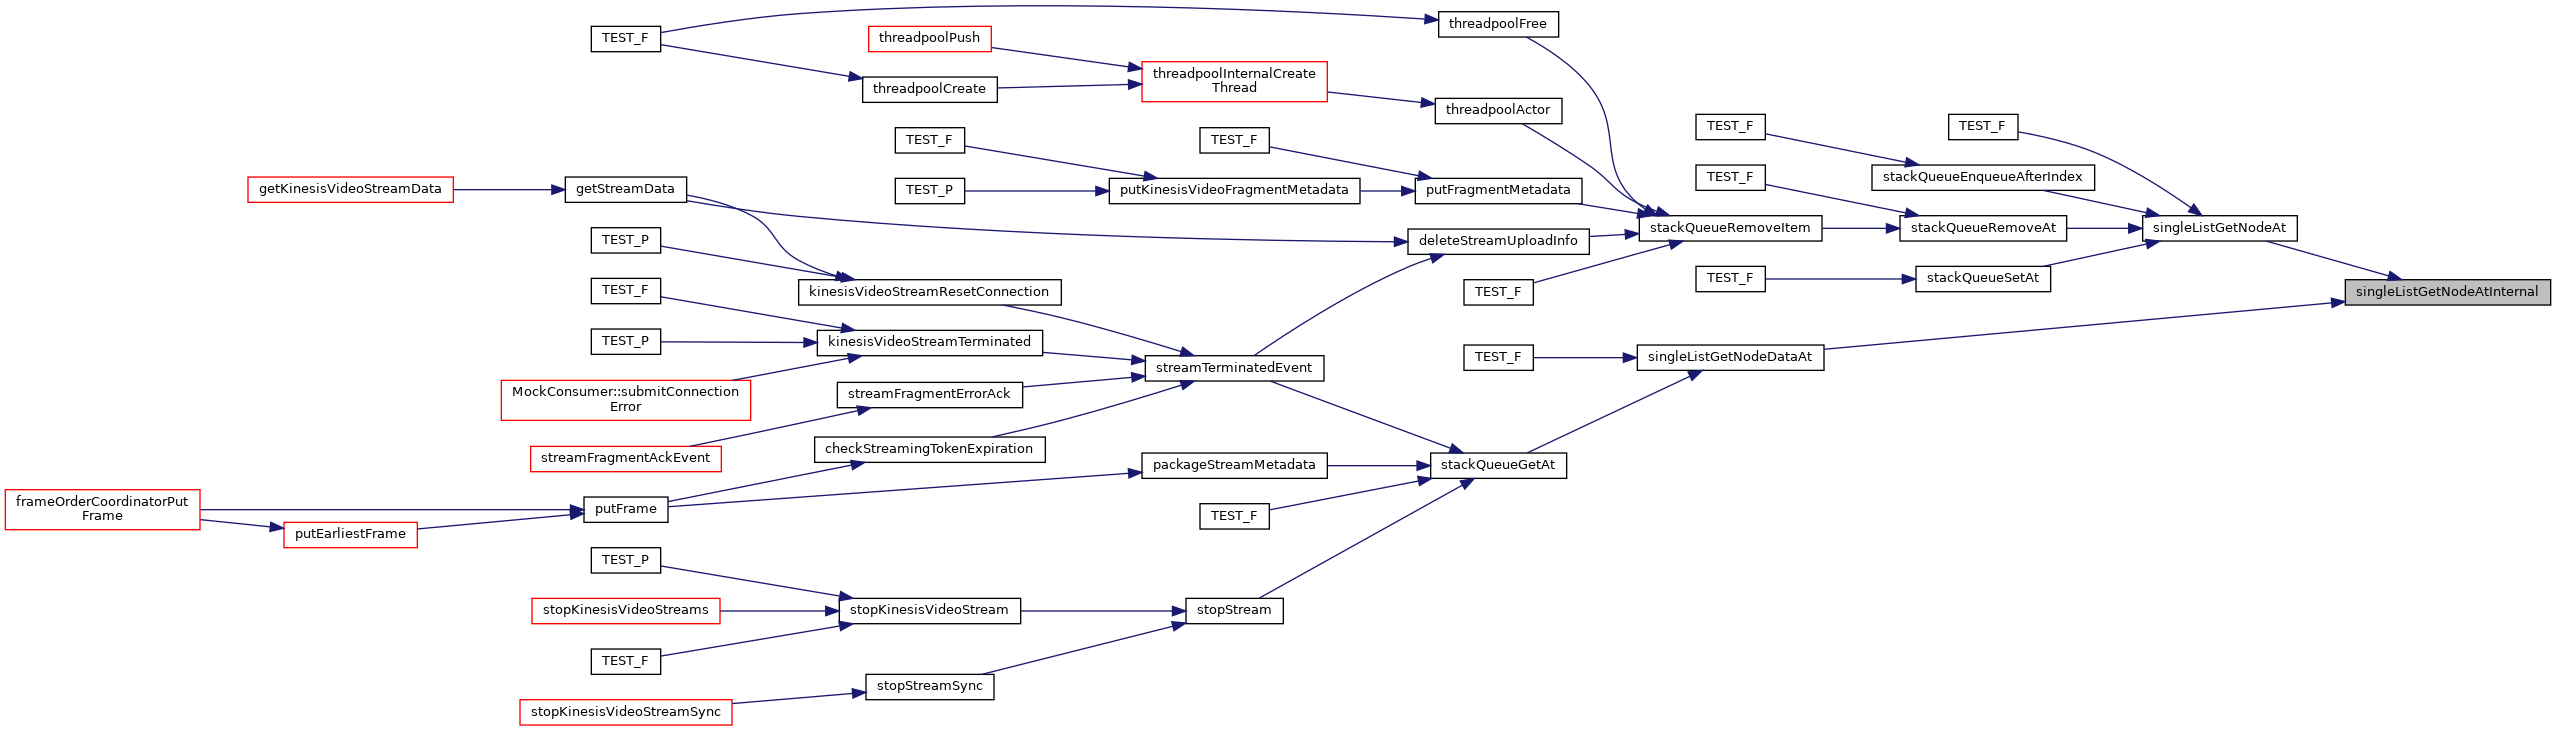 threadpoolFree
TEST_F
threadpoolPush
threadpoolInternalCreate
Thread
threadpoolCreate
threadpoolActor
TEST_F
TEST_F
TEST_F
TEST_F
stackQueueEnqueueAfterIndex
TEST_F
getKinesisVideoStreamData
getStreamData
TEST_P
putKinesisVideoFragmentMetadata
putFragmentMetadata
stackQueueRemoveItem
stackQueueRemoveAt
singleListGetNodeAt
TEST_P
deleteStreamUploadInfo
TEST_F
stackQueueSetAt
TEST_F
kinesisVideoStreamResetConnection
TEST_F
singleListGetNodeAtInternal
TEST_P
kinesisVideoStreamTerminated
TEST_F
singleListGetNodeDataAt
streamTerminatedEvent
MockConsumer::submitConnection
Error
streamFragmentErrorAck
streamFragmentAckEvent
checkStreamingTokenExpiration
packageStreamMetadata
stackQueueGetAt
frameOrderCoordinatorPut
Frame
putFrame
TEST_F
putEarliestFrame
TEST_P
stopKinesisVideoStreams
stopKinesisVideoStream
stopStream
TEST_F
stopStreamSync
stopKinesisVideoStreamSync